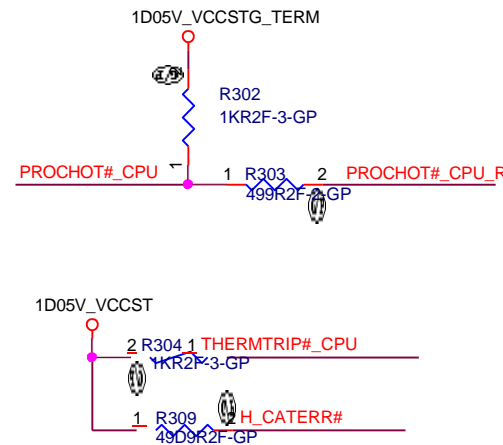 1D05V_VCCSTG_TERM
R302
1KR2F-3-GP
1
PROCHOT#_CPU
1 R303 2
PROCHOT#_CPU_R
499R2F-2-GP
1D05V_VCCST
2 R304 1 THERMTRIP#_CPU
1KR2F-3-GP
1 R309 2 H_CATERR#
49D9R2F-GP